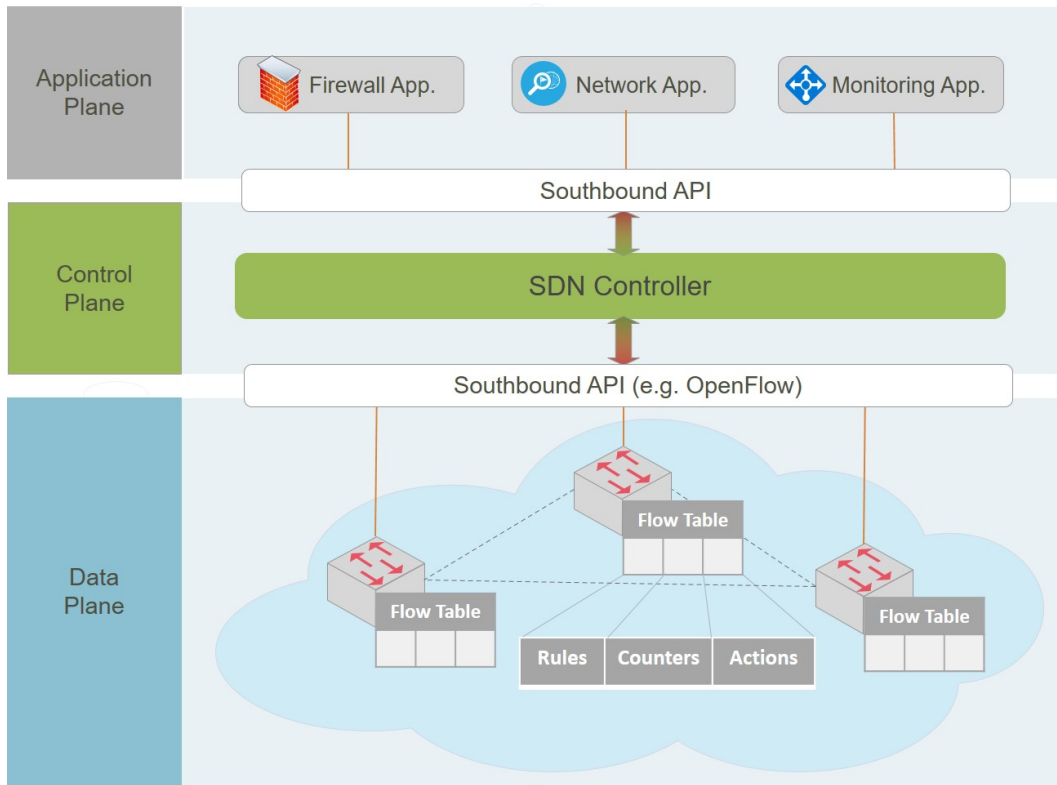 Application
Plane
Firewall App.
Network App.
Monitoring App.
Southbound API
Control
Plane
SDN Controller
Southbound API (e.g. OpenFlow)
Data
Plane
Flow Table
Flow Table
Flow Table
Rules
Counters
Actions